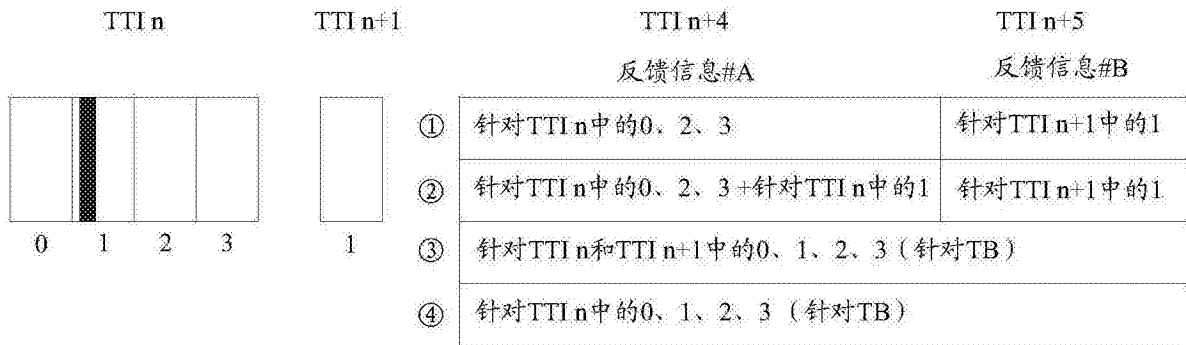 TTI n TTI n+1 TTI n+4 TTI n+5
反馈信息#A 反馈信息#B
① 针对TTI n中的0、2、3 针对TTI n+1中的1
② 针对TTI n中的0、2、3+针对TTI n中的1 针对TTI n+1中的1
0 1 2 3 1
③ 针对TTI n和TTI n+1中的0、1、2、3（针对TB）
④ 针对TTI n中的0、1、2、3（针对TB）